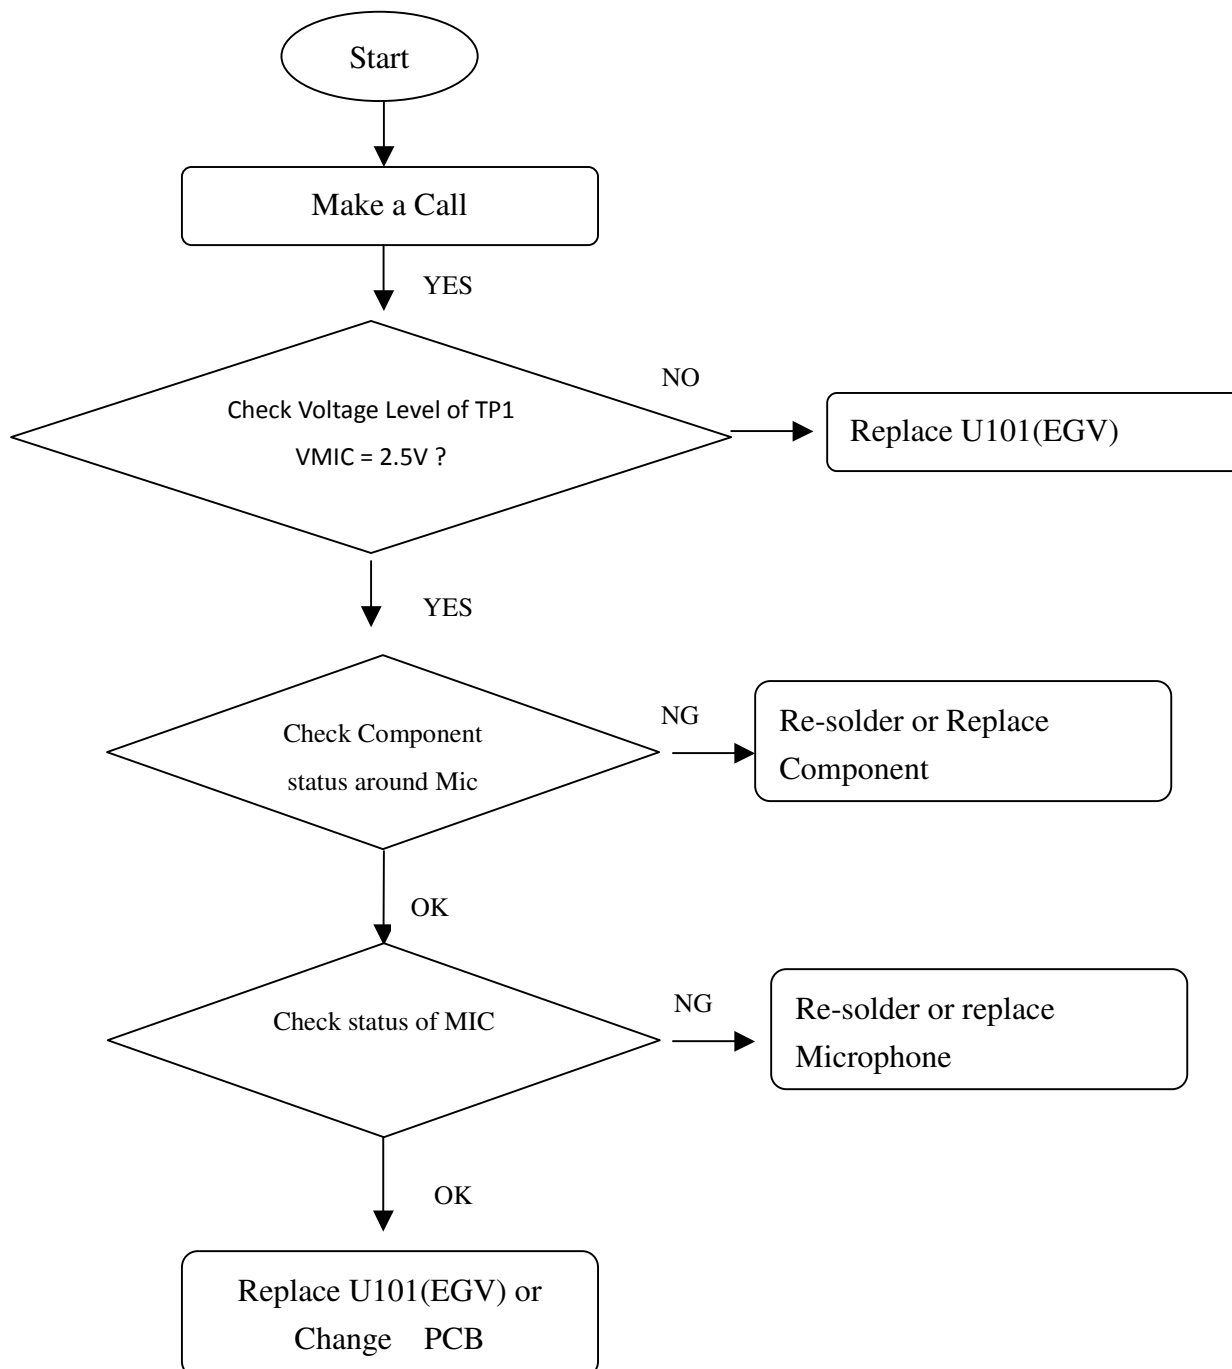 Start
Make a Call
YES
NO
Check Voltage Level of TP1
VMIC = 2.5V ?
Replace U101(EGV)
YES
Check Component
status around Mic
NG
Re-solder or Replace
Component
OK
Check status of MIC
NG
Re-solder or replace
Microphone
OK
Replace U101(EGV) or
Change PCB